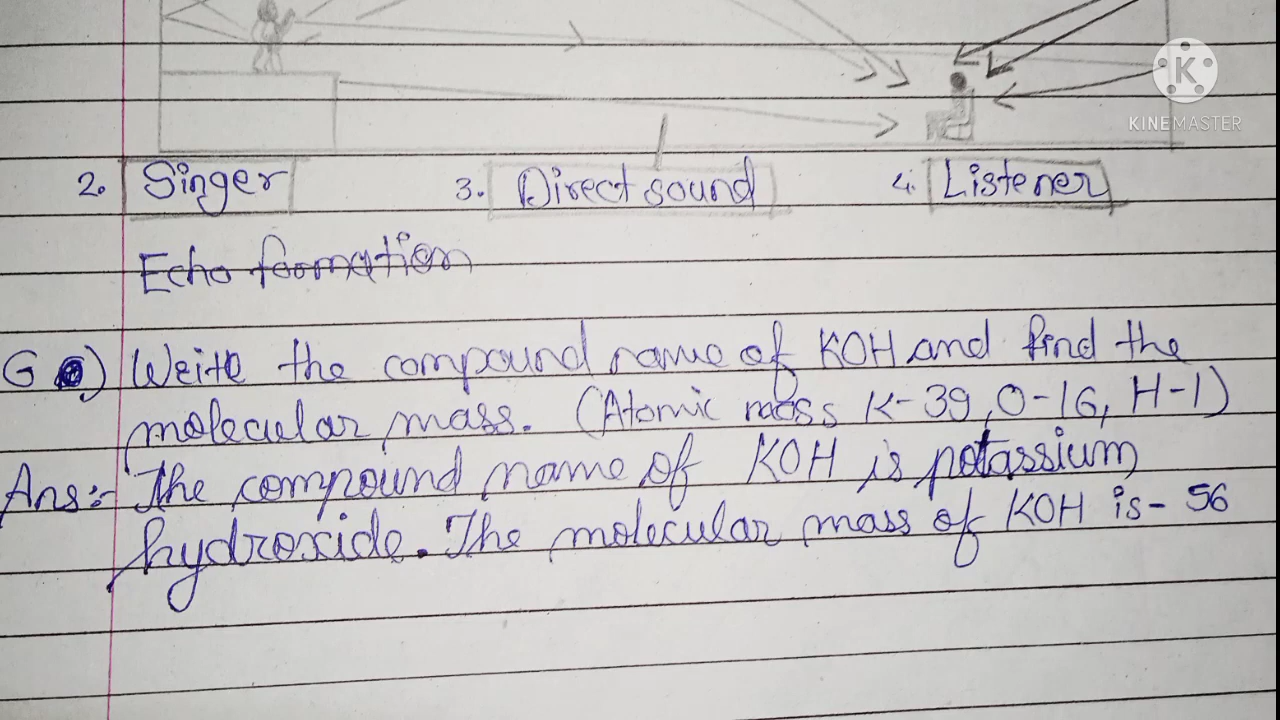 K
KINEMASTER
2. Singer 3. Direct sound 4. Listener
Echo formation
G) Write the compound name of KOH and find the
molecular mass. (Atomic mass K-39, O-16, H-1)
Ans:- The compound name of KOH is potassium
hydroxide. The molecular mass of KOH is - 56